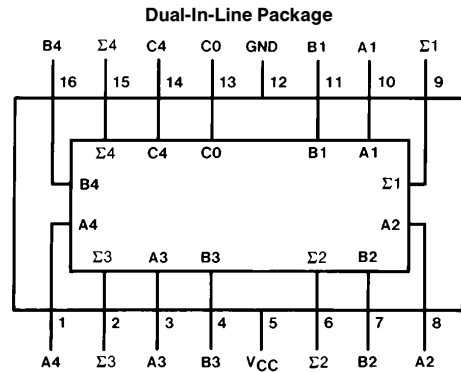 Dual-In-Line Package
B4 Σ4 C4 C0 GND B1 A1 Σ1
16 15 14 13 12 11 10 9
Σ4 C4 C0 B1 A1
B4 Σ1
A4 A2
Σ3 A3 B3 Σ2 B2
1 2 3 4 5 6 7 8
A4 Σ3 A3 B3 VCC Σ2 B2 A2